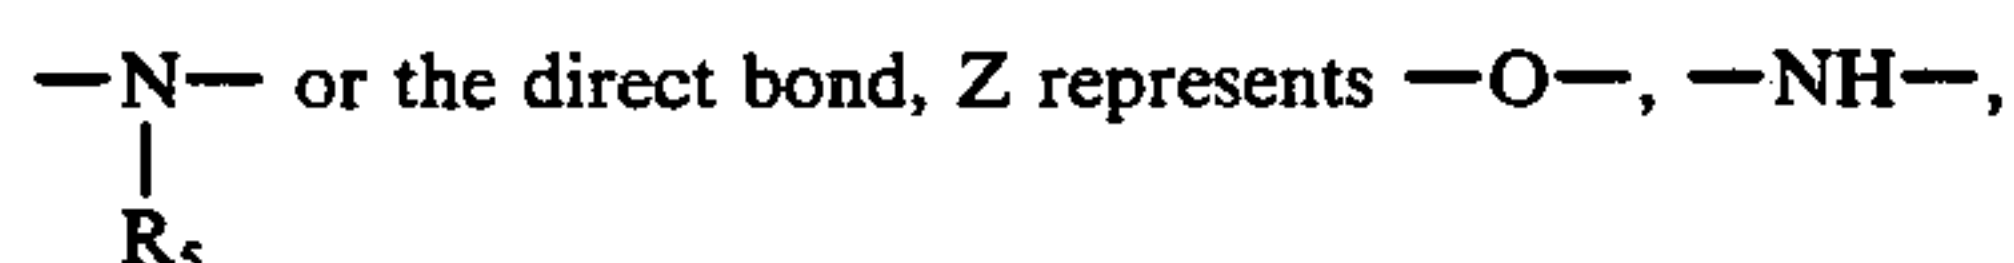 —N— or the direct bond, Z represents —O—, —NH—,
|
R₅